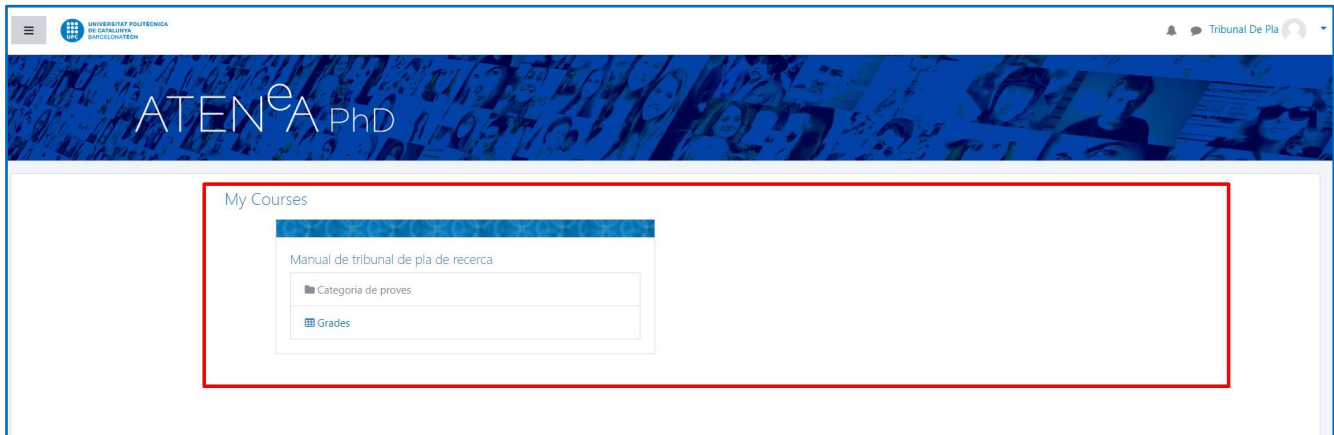 UNIVERSITAT POLITÈCNICA
DE CATALUNYA
BARCELONATECH
UPC
Tribunal De Pla
ATENeA PhD
My Courses
Manual de tribunal de pla de recerca
Categoria de proves
Grades